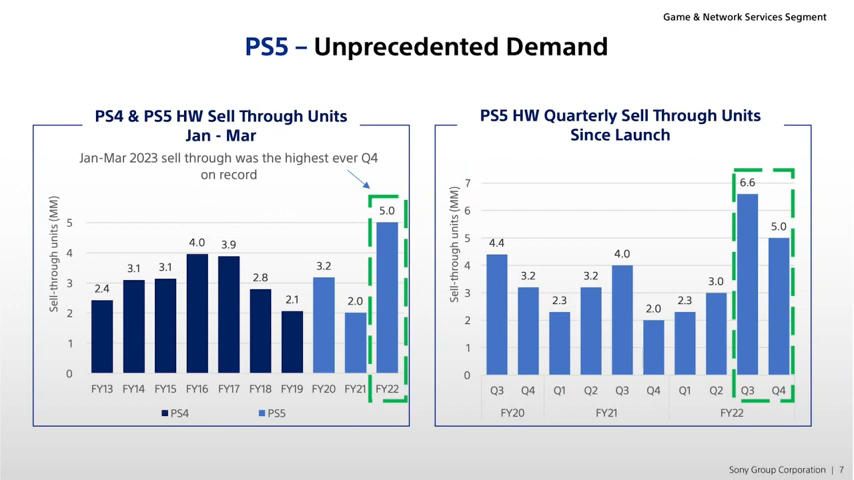 Game & Network Services Segment
PS5 – Unprecedented Demand
PS4 & PS5 HW Sell Through Units
Jan - Mar
Jan-Mar 2023 sell through was the highest ever Q4
on record
Sell-through units (MM)
5
4
3
2
1
0
2.4
3.1
3.1
4.0
3.9
2.8
2.1
3.2
2.0
5.0
FY13 FY14 FY15 FY16 FY17 FY18 FY19 FY20 FY21 FY22
PS4 PS5
PS5 HW Quarterly Sell Through Units
Since Launch
Sell-through units (MM)
7
6
5
4
3
2
1
0
4.4
3.2
2.3
3.2
4.0
2.0
2.3
3.0
6.6
5.0
Q3 Q4 Q1 Q2 Q3 Q4 Q1 Q2 Q3 Q4
FY20 FY21 FY22
Sony Group Corporation | 7